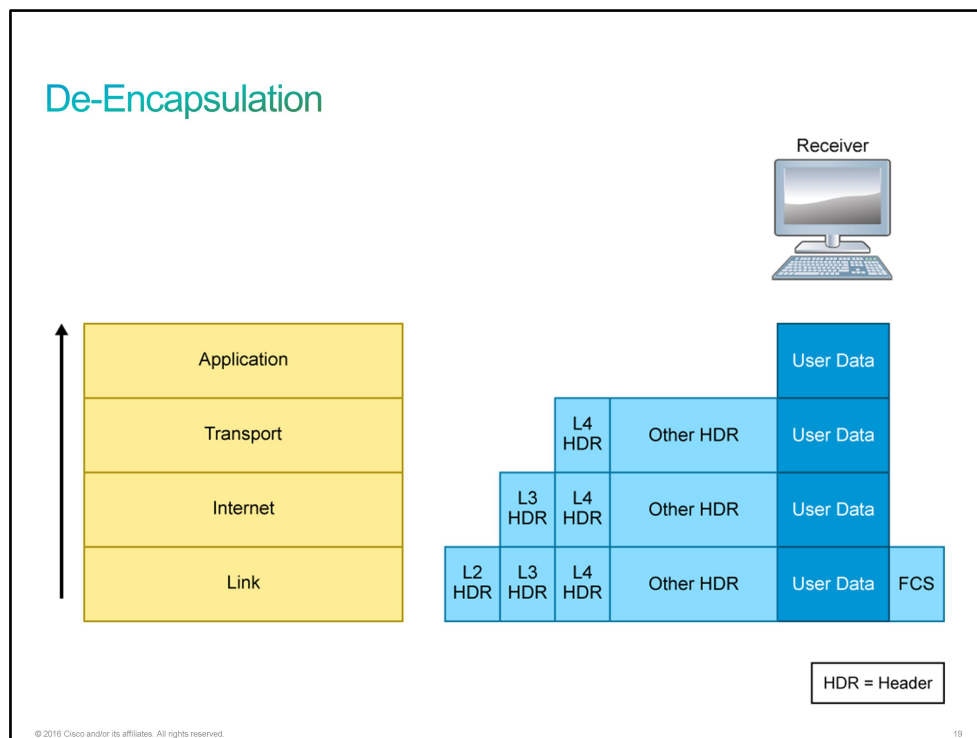 De-Encapsulation
Receiver
Application
User Data
Transport
L4
HDR
Other HDR
User Data
Internet
L3
HDR
L4
HDR
Other HDR
User Data
Link
L2
HDR
L3
HDR
L4
HDR
Other HDR
User Data
FCS
HDR = Header
© 2016 Cisco and/or its affiliates. All rights reserved.
19